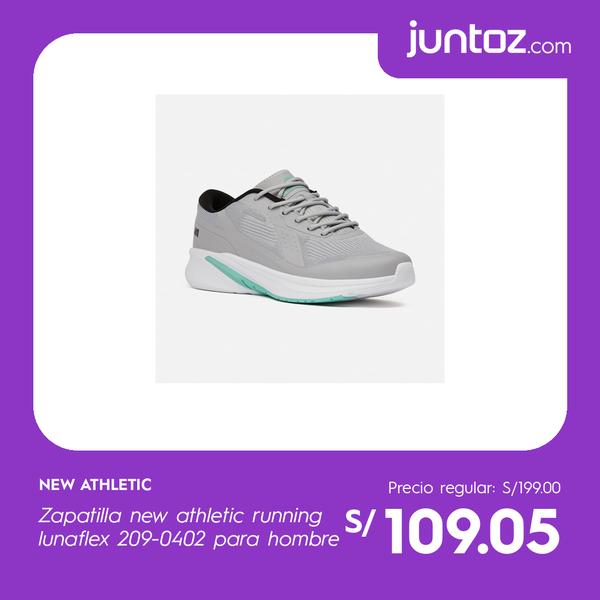 juntoz.com
NEW ATHLETIC
Zapatilla new athletic running
lunaflex 209-0402 para hombre
Precio regular: S/199.00
S/ 109.05